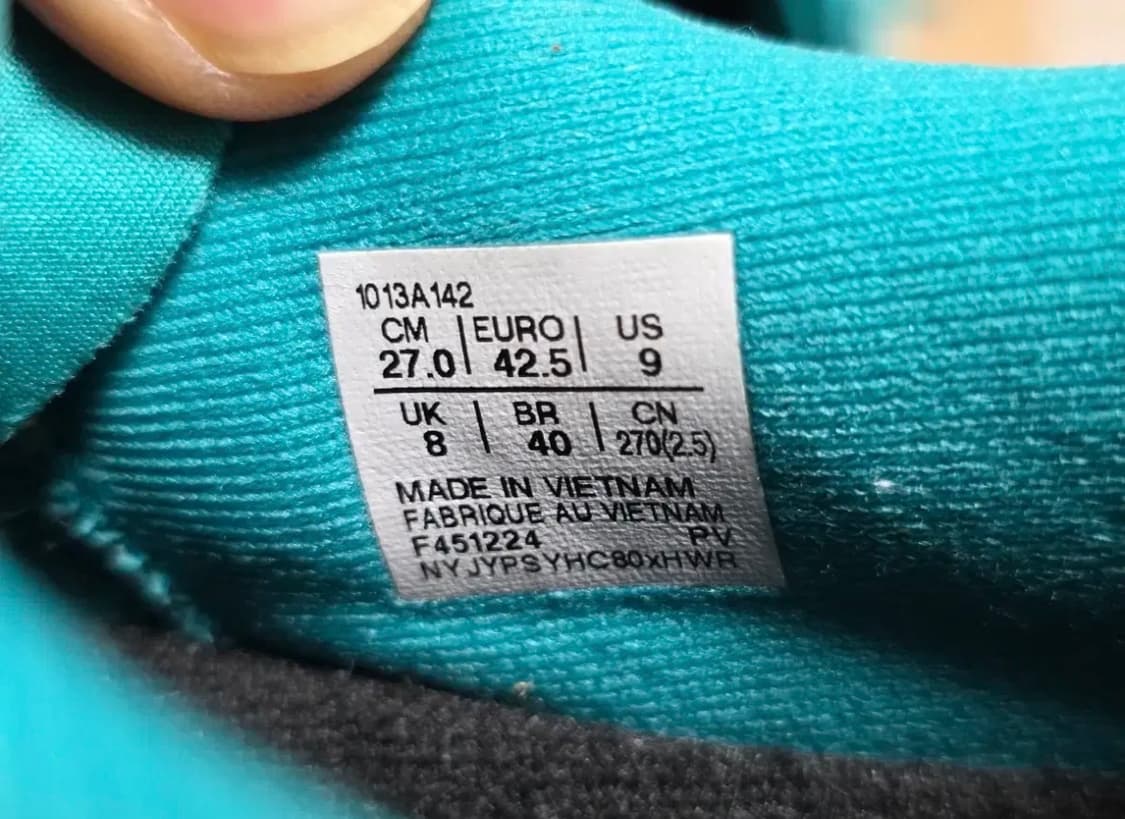 1013A142
CM | EURO | US
27.0 | 42.5 | 9
UK | BR | CN
8 | 40 | 270(2.5)
MADE IN VIETNAM
FABRIQUE AU VIETNAM
F451224 PV
NYJYPSYHC80xHWR